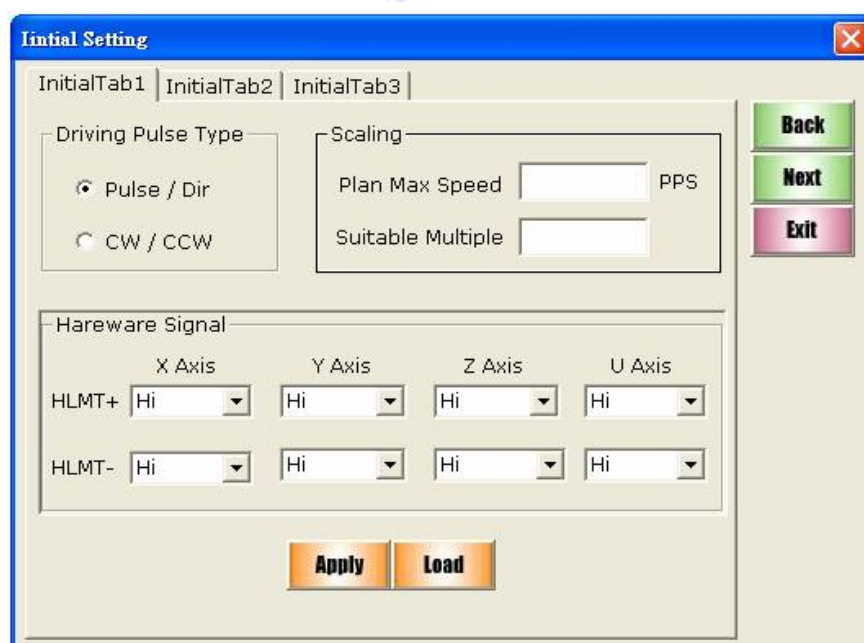 Iintial Setting
InitialTab1 InitialTab2 InitialTab3
Driving Pulse Type
Pulse / Dir
CW / CCW
Scaling
Plan Max Speed PPS
Suitable Multiple
Back
Next
Exit
Hareware Signal
X Axis Y Axis Z Axis U Axis
HLMT+ Hi Hi Hi Hi
HLMT- Hi Hi Hi Hi
Apply Load